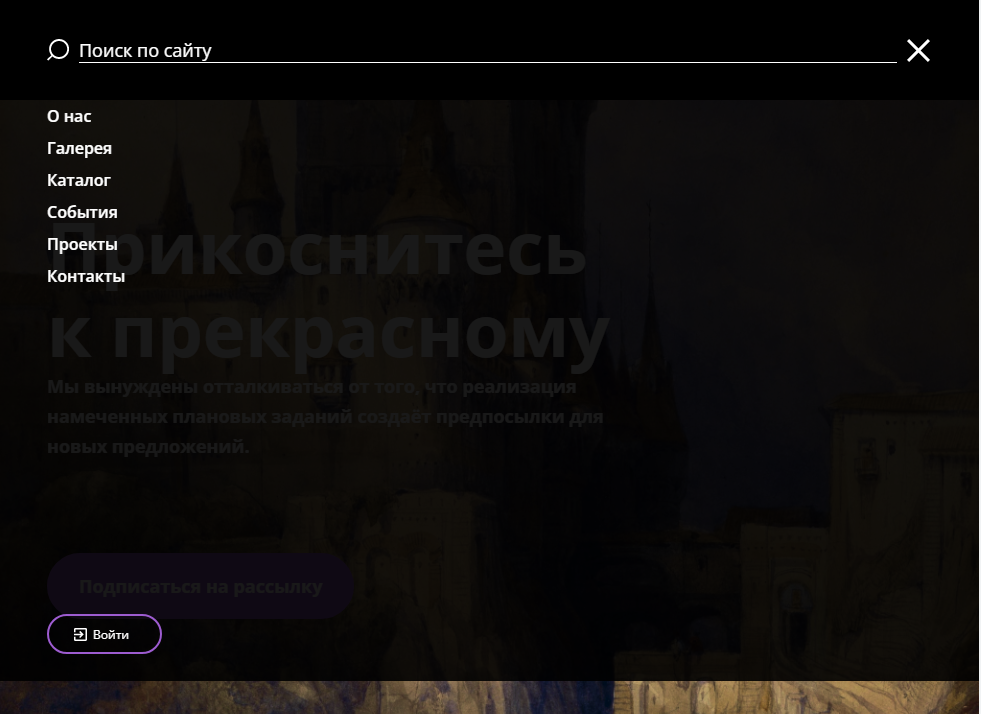 Поиск по сайту
О нас
Галерея
Каталог
События
Проекты
Контакты
Прикоснитесь
к прекрасному
Мы вынуждены отталкиваться от того, что реализация
намеченных плановых заданий создаёт предпосылки для
новых предложений.
Подписаться на рассылку
Войти